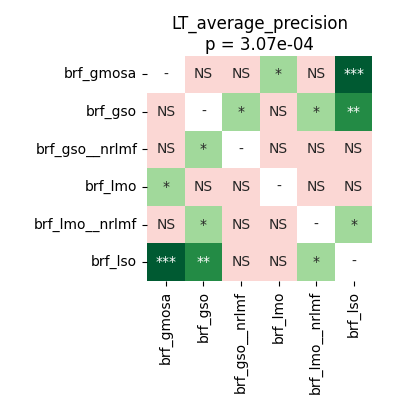 LT_average_precision
p = 3.07e-04
brf_gmosa - NS NS * NS ***
brf_gso NS - * NS * **
brf_gso__nrlmf NS * - NS NS NS
brf_lmo * NS NS - NS NS
brf_lmo__nrlmf NS * NS NS - *
brf_lso *** ** NS NS * -
brf_gmosa
brf_gso
brf_gso__nrlmf
brf_lmo
brf_lmo__nrlmf
brf_lso